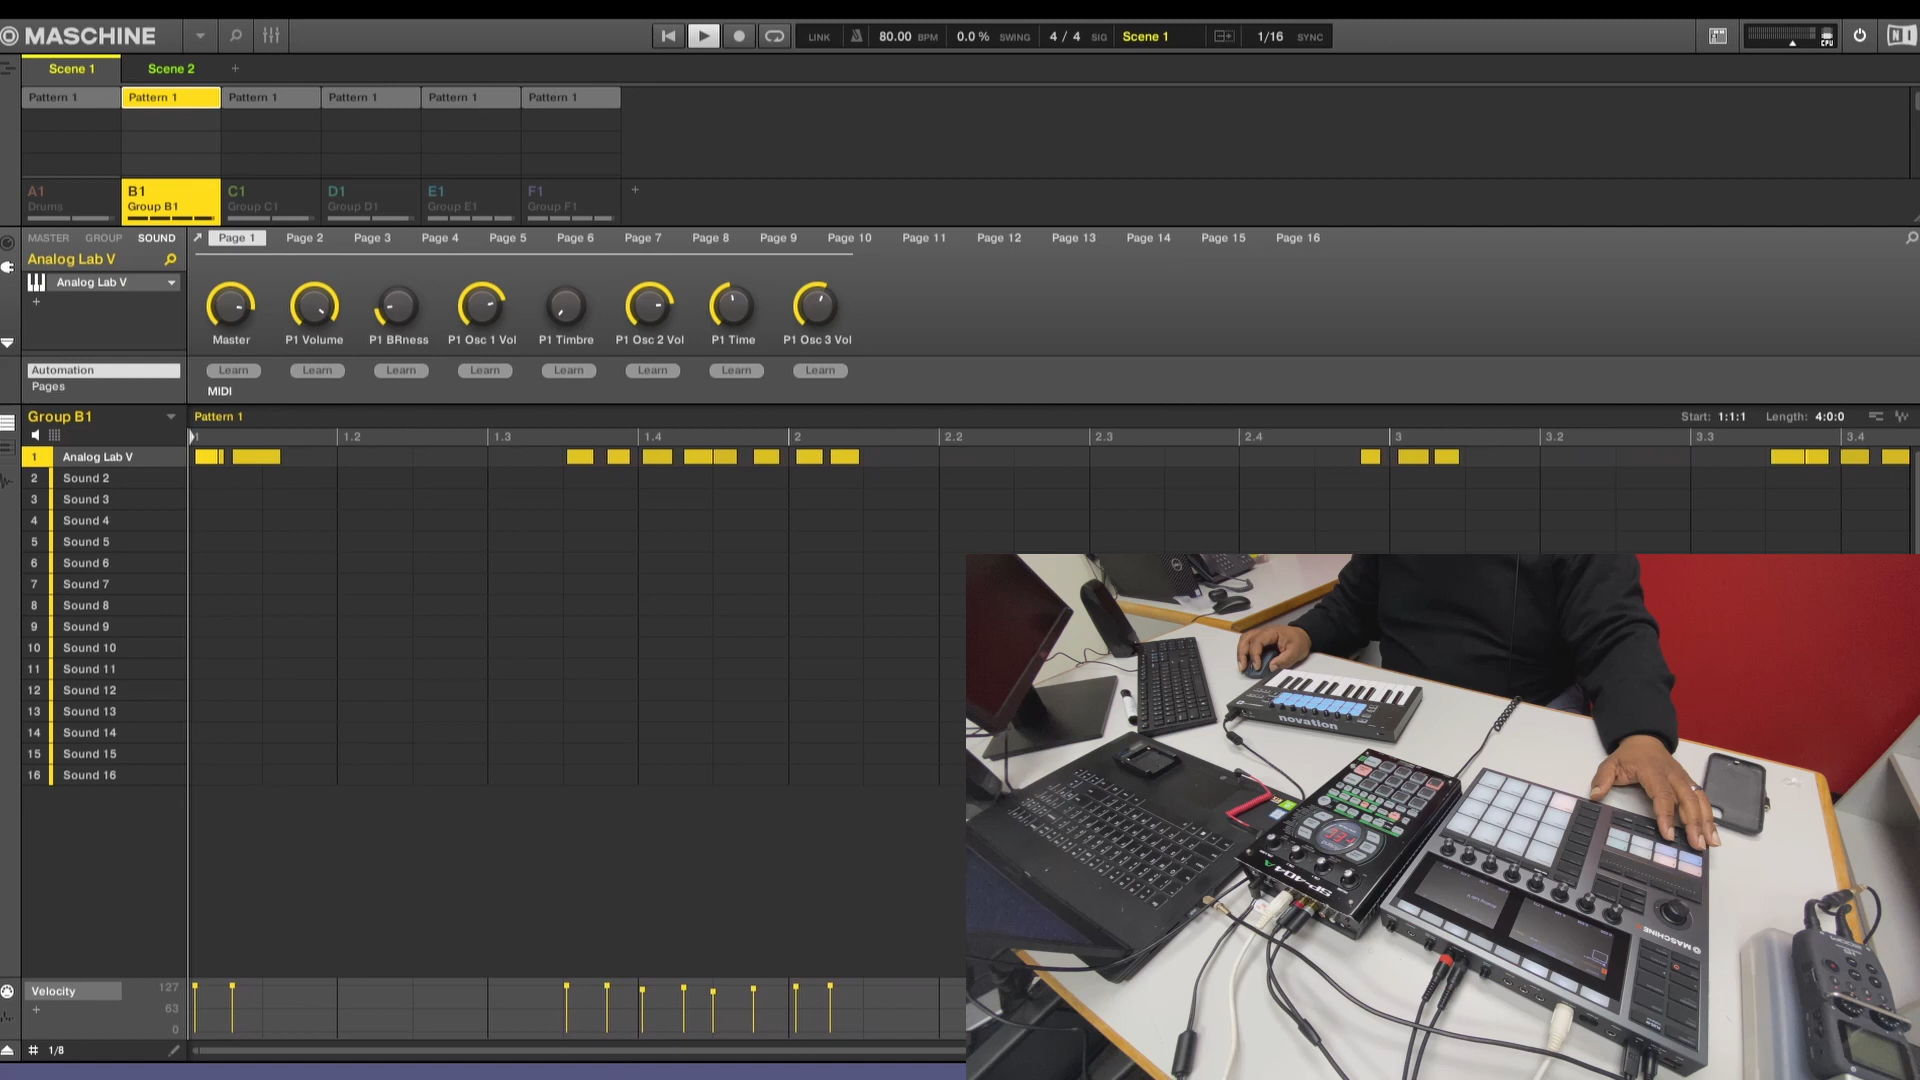 MASCHINE
LINK 80.00 BPM 0.0 % SWING 4 / 4 SIG Scene 1 1/16 SYNC CPU NI
Scene 1 Scene 2 +
Pattern 1 Pattern 1 Pattern 1 Pattern 1 Pattern 1 Pattern 1
A1 B1 C1 D1 E1 F1 +
Drums Group B1 Group C1 Group D1 Group E1 Group F1
MASTER GROUP SOUND Page 1 Page 2 Page 3 Page 4 Page 5 Page 6 Page 7 Page 8 Page 9 Page 10 Page 11 Page 12 Page 13 Page 14 Page 15 Page 16
Analog Lab V
Analog Lab V
+
Master P1 Volume P1 BRness P1 Osc 1 Vol P1 Timbre P1 Osc 2 Vol P1 Time P1 Osc 3 Vol
Automation Learn Learn Learn Learn Learn Learn Learn Learn
Pages MIDI
Group B1 Pattern 1 Start: 1:1:1 Length: 4:0:0
1 1.2 1.3 1.4 2 2.2 2.3 2.4 3 3.2 3.3 3.4
1 Analog Lab V
2 Sound 2
3 Sound 3
4 Sound 4
5 Sound 5
6 Sound 6
7 Sound 7
8 Sound 8
9 Sound 9
10 Sound 10
11 Sound 11
12 Sound 12
13 Sound 13
14 Sound 14
15 Sound 15
16 Sound 16
Velocity 127
+ 63
0
1/8
novation
SP-404A
MASCHINE